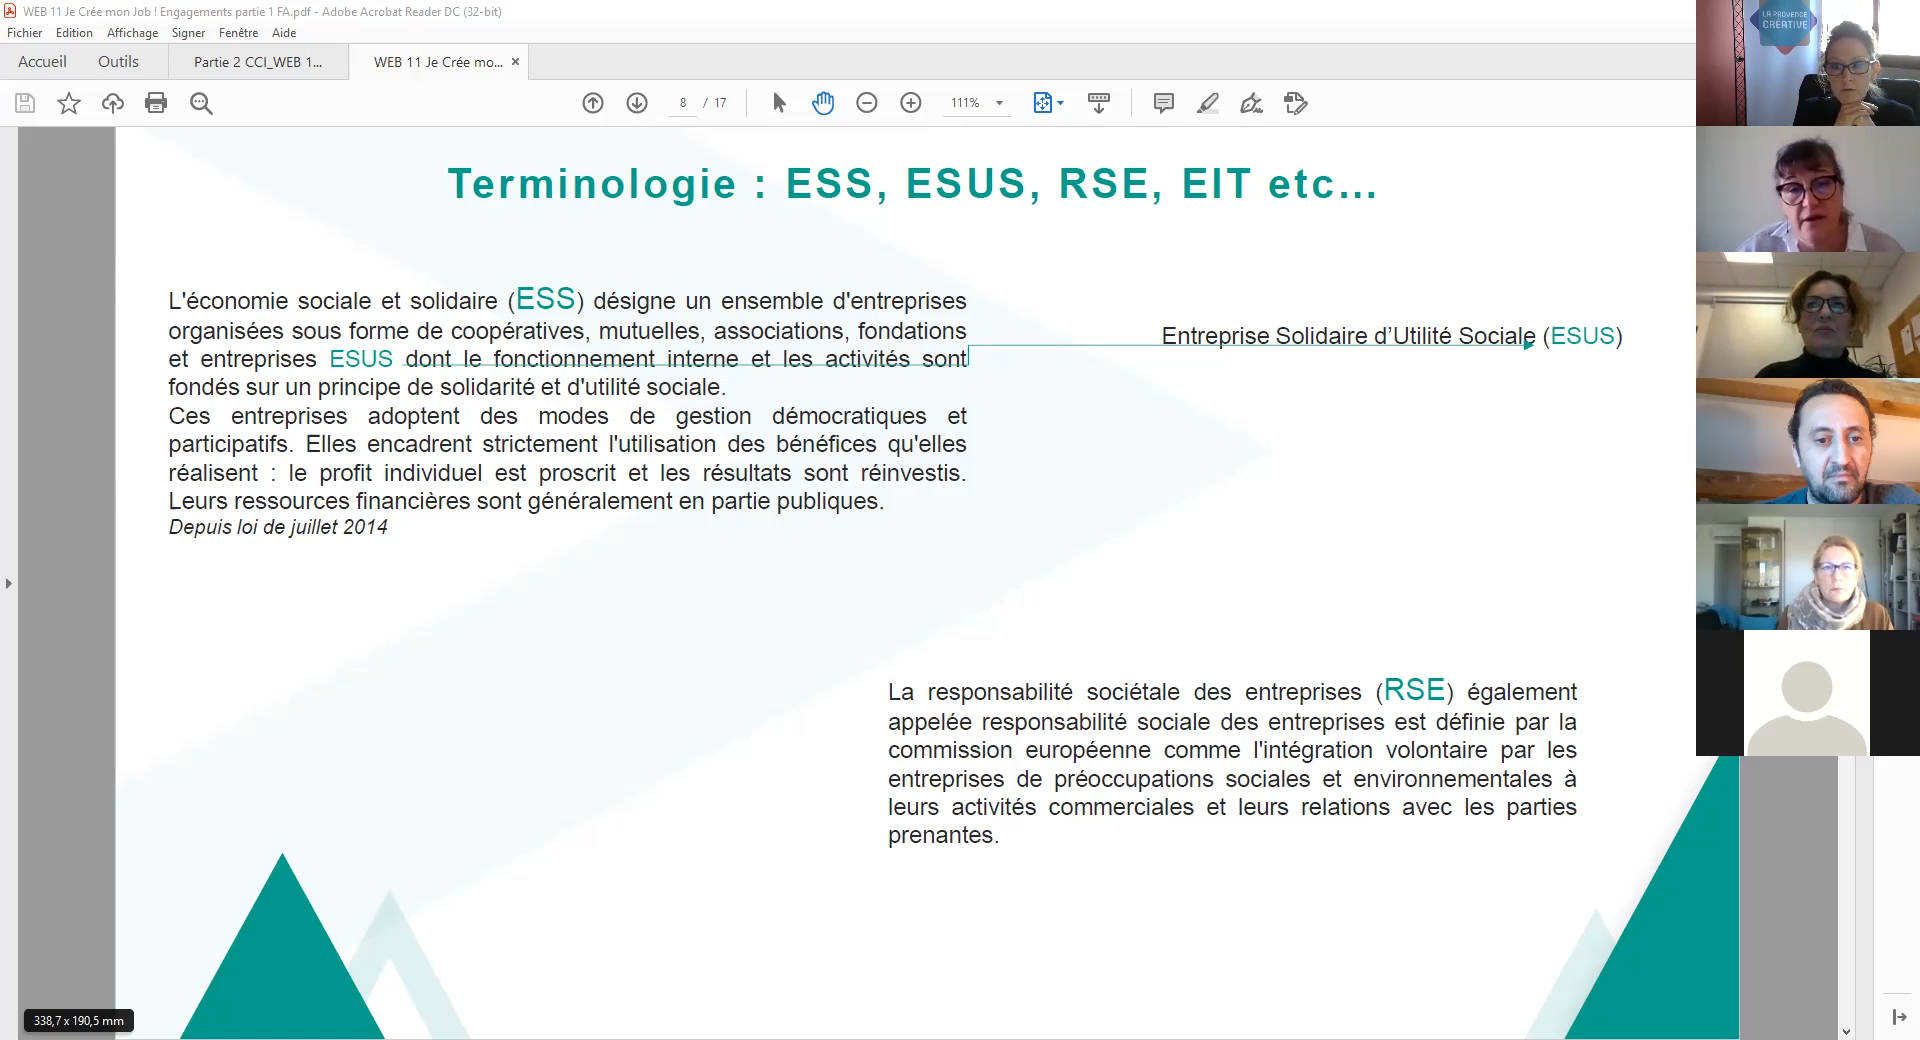 WEB 11 Je Crée mon Job ! Engagements partie 1 FA.pdf - Adobe Acrobat Reader DC (32-bit)
Fichier Edition Affichage Signer Fenêtre Aide
Accueil Outils Partie 2 CCI_WEB 1... WEB 11 Je Crée mo... ×
8 / 17 111%
LA PROVENCE
CRÉATIVE
Terminologie : ESS, ESUS, RSE, EIT etc...
L'économie sociale et solidaire (ESS) désigne un ensemble d'entreprises
organisées sous forme de coopératives, mutuelles, associations, fondations
et entreprises ESUS dont le fonctionnement interne et les activités sont
fondés sur un principe de solidarité et d'utilité sociale.
Ces entreprises adoptent des modes de gestion démocratiques et
participatifs. Elles encadrent strictement l'utilisation des bénéfices qu'elles
réalisent : le profit individuel est proscrit et les résultats sont réinvestis.
Leurs ressources financières sont généralement en partie publiques.
Depuis loi de juillet 2014
Entreprise Solidaire d’Utilité Sociale (ESUS)
La responsabilité sociétale des entreprises (RSE) également
appelée responsabilité sociale des entreprises est définie par la
commission européenne comme l'intégration volontaire par les
entreprises de préoccupations sociales et environnementales à
leurs activités commerciales et leurs relations avec les parties
prenantes.
338,7 x 190,5 mm